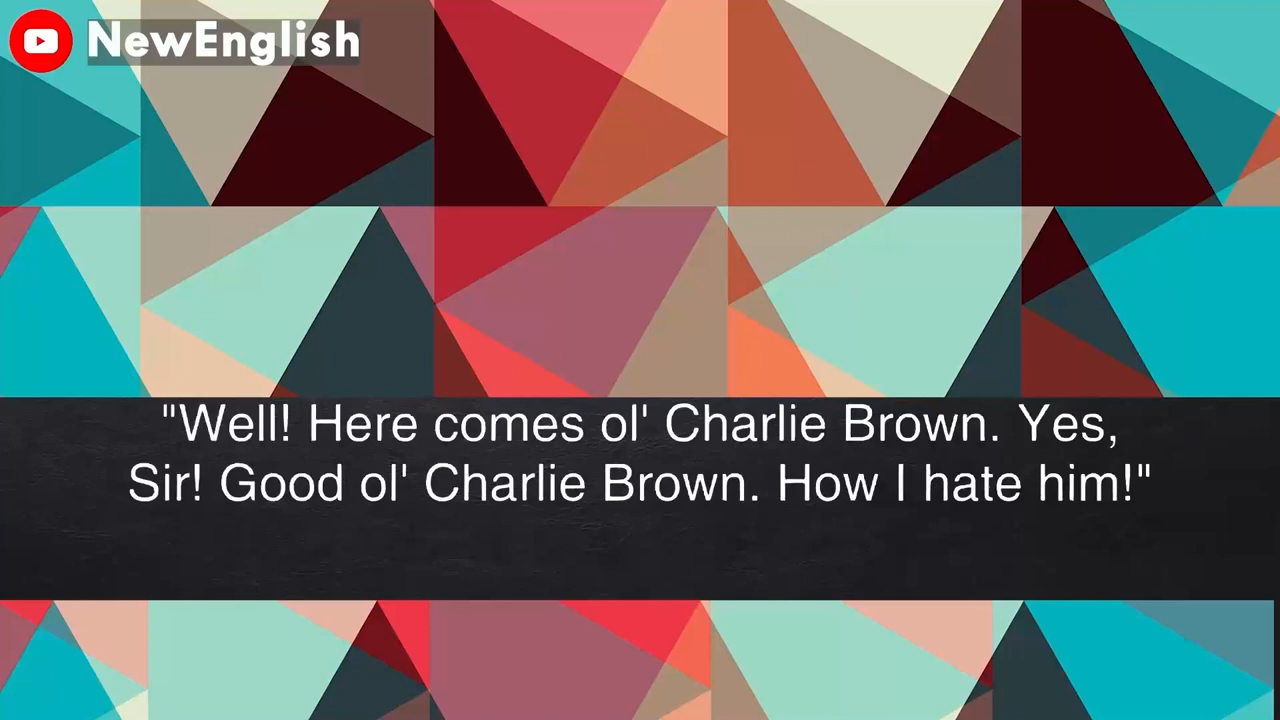 NewEnglish
"Well! Here comes ol' Charlie Brown. Yes,
Sir! Good ol' Charlie Brown. How I hate him!"